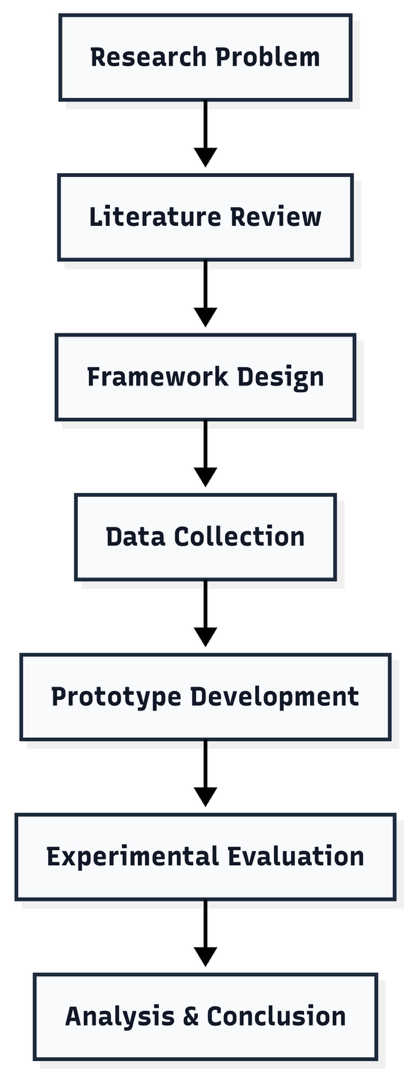 Research Problem
Literature Review
Framework Design
Data Collection
Prototype Development
Experimental Evaluation
Analysis & Conclusion